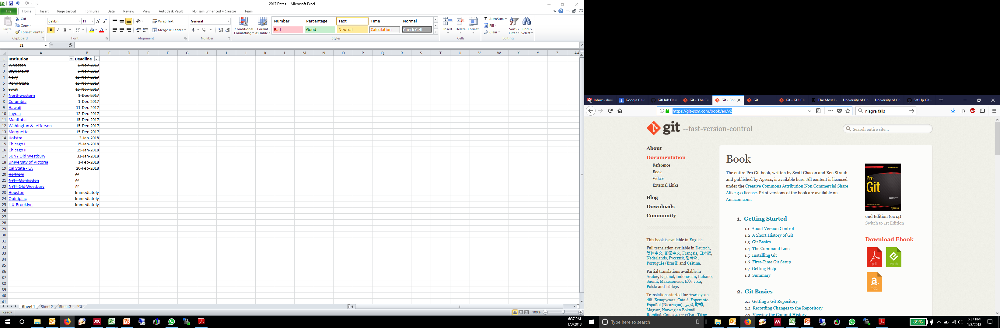 2017 Dates - Microsoft Excel
File Home Insert Page Layout Formulas Data Review View Autodesk Vault PDFsam Enhanced 4 Creator Team
Paste
Cut
Copy
Format Painter
Clipboard
Calibri 11
B I U
Font
Wrap Text
Merge & Center
Alignment
General
$ % ,
Number
Conditional Formatting
Format as Table
Number Percentage Text Time Normal
Bad Good Neutral Calculation Check Cell
Styles
Insert Delete Format
Cells
AutoSum
Fill
Clear
Sort & Filter
Find & Select
Editing
J1 fx
A B C D E F G H I J K L M N O P Q R S T U V W X Y Z AA
1 Institution Deadline
2 Wheaton 1-Nov-2017
3 Bryn Mawr 6-Nov-2017
4 Navy 15-Nov-2017
5 Penn State 15-Nov-2017
6 Swat 15-Nov-2017
7 Northwestern 1-Dec-2017
8 Columbia 1-Dec-2017
9 Hawaii 11-Dec-2017
10 Loyola 12-Dec-2017
11 Manitoba 15-Dec-2017
12 Wahington & Jefferson 15-Dec-2017
13 Marquette 15-Dec-2017
14 Hofstra 2-Jan-2018
15 Chicago I 15-Jan-2018
16 Chicago II 15-Jan-2018
17 SUNY Old Westbury 31-Jan-2018
18 University of Victoria 1-Feb-2018
19 Cal State - LA 20-Feb-2018
20 Hartford ??
21 NYIT-Manhattan ??
22 NYIT-Old Westbury ??
23 Houston Immediately
24 Quinipiac Immediately
25 LIU-Brooklyn Immediately
26
27
28
29
30
31
32
33
34
35
36
37
38
39
40
41
Sheet1 Sheet2 Sheet3
Ready 100%
6:37 PM
1/3/2018
Inbox - dani Google Cale GitHub Desk Git - The Co Git - Boo Git Git - GUI Cli The Most Ex University of Ch University of Ch Set Up Git -
https://git-scm.com/book/en/v2 niagra falls
git --fast-version-control
Search entire site...
About
Documentation
Reference
Book
Videos
External Links
Blog
Downloads
Community
This book is available in English.
Full translation available in Deutsch,
简体中文, 正體中文, Français, 日本語,
Nederlands, Русский, 한국어,
Português (Brasil) and Čeština.
Partial translations available in
Arabic, Español, Indonesian, Italiano,
Suomi, Македонски, Ελληνικά,
Polski and Türkçe.
Translations started for Azərbaycan
dili, Беларуская, Català, Esperanto,
Español (Nicaragua), فارسی, हिन्दी,
Magyar, Norwegian Bokmål,
Română, Српски, ภาษาไทย, Tiếng
Book
The entire Pro Git book, written by Scott Chacon and Ben Straub
and published by Apress, is available here. All content is licensed
under the Creative Commons Attribution Non Commercial Share
Alike 3.0 license. Print versions of the book are available on
Amazon.com.
Pro
Git
Apress
2nd Edition (2014)
Switch to 1st Edition
Download Ebook
pdf epub
mobi
1. Getting Started
1.1 About Version Control
1.2 A Short History of Git
1.3 Git Basics
1.4 The Command Line
1.5 Installing Git
1.6 First-Time Git Setup
1.7 Getting Help
1.8 Summary
2. Git Basics
2.1 Getting a Git Repository
2.2 Recording Changes to the Repository
2.3 Viewing the Commit History
Type here to search
89%
6:37 PM
1/3/2018